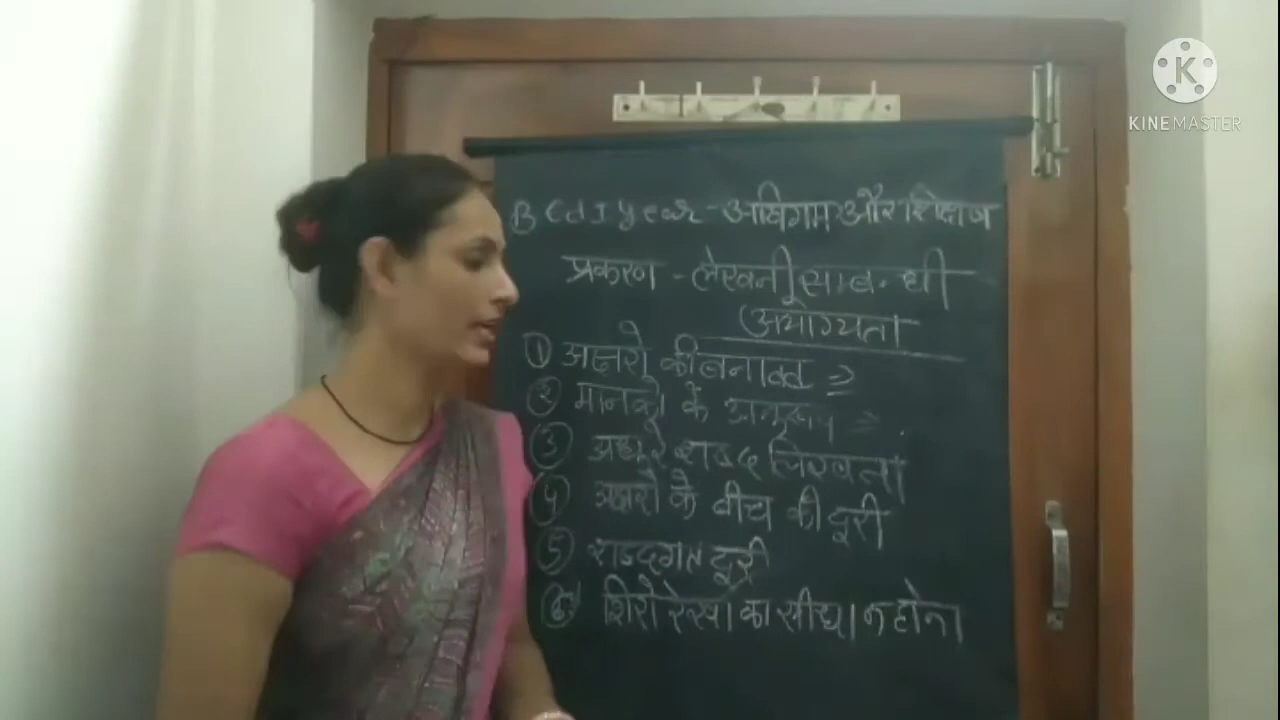 KINEMASTER
B Ed I year - अधिगम और शिक्षण
प्रकरण - लेखनी सम्बन्धी
अयोग्यता
① अक्षरो की बनावट
② मानको के अनुरूप
③ अधूरे शब्द लिखना
④ अक्षरो के बीच की दूरी
⑤ शब्दगत दूरी
⑥ शिरो रेखा का सीधा न होना